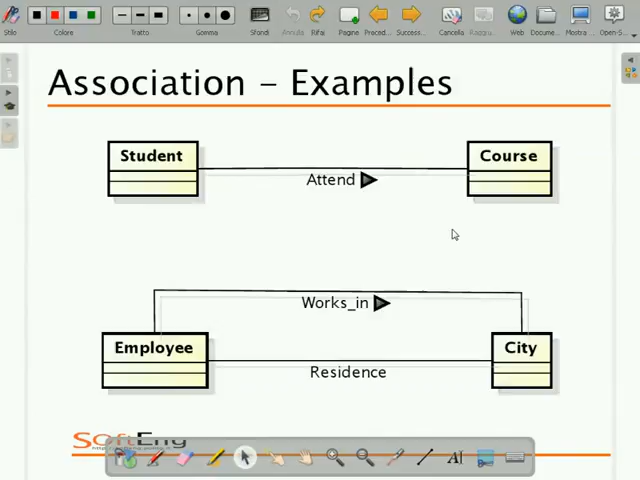 Stilo Colore Tratto Gomma Sfondi Annulla Rifai Pagine Preced... Success... Cancella Web Docume... Mostra ... Open-S...
Association – Examples
Student
Course
Attend
Works_in
Employee
City
Residence
SoftEng